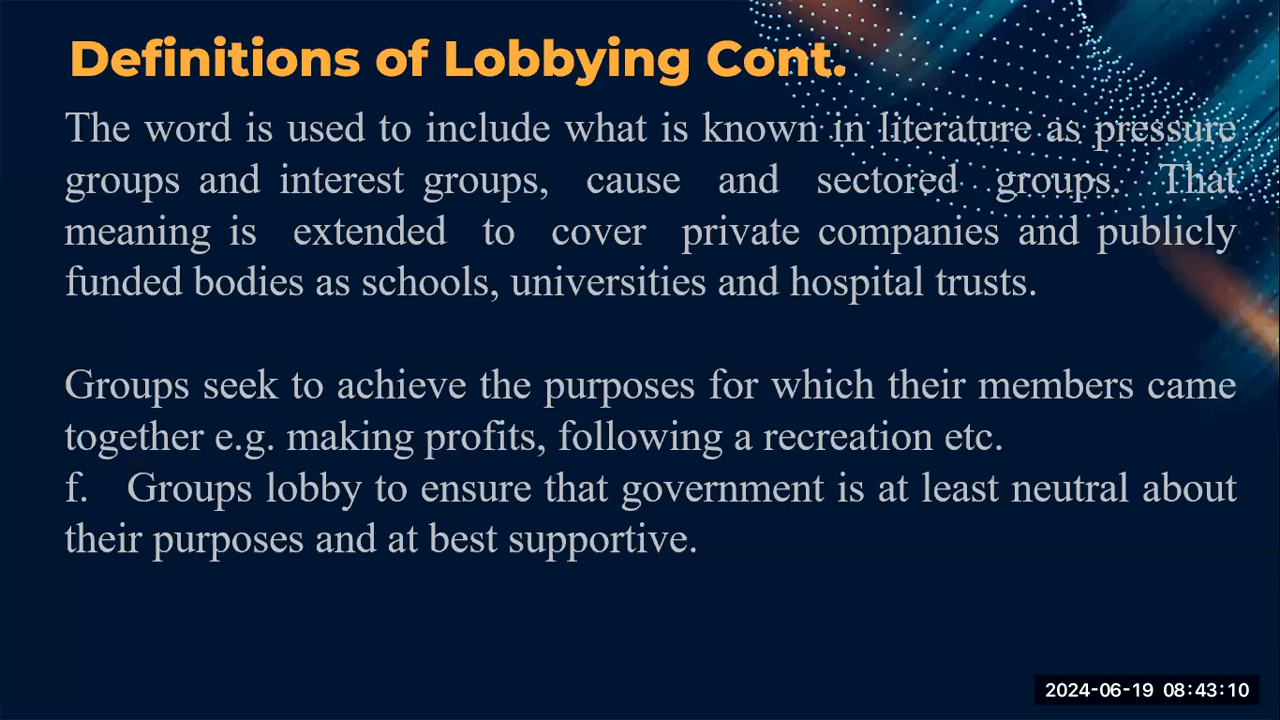 Definitions of Lobbying Cont.
The word is used to include what is known in literature as pressure
groups and interest groups, cause and sectored groups. That
meaning is extended to cover private companies and publicly
funded bodies as schools, universities and hospital trusts.
Groups seek to achieve the purposes for which their members came
together e.g. making profits, following a recreation etc.
f. Groups lobby to ensure that government is at least neutral about
their purposes and at best supportive.
2024-06-19 08:43:10